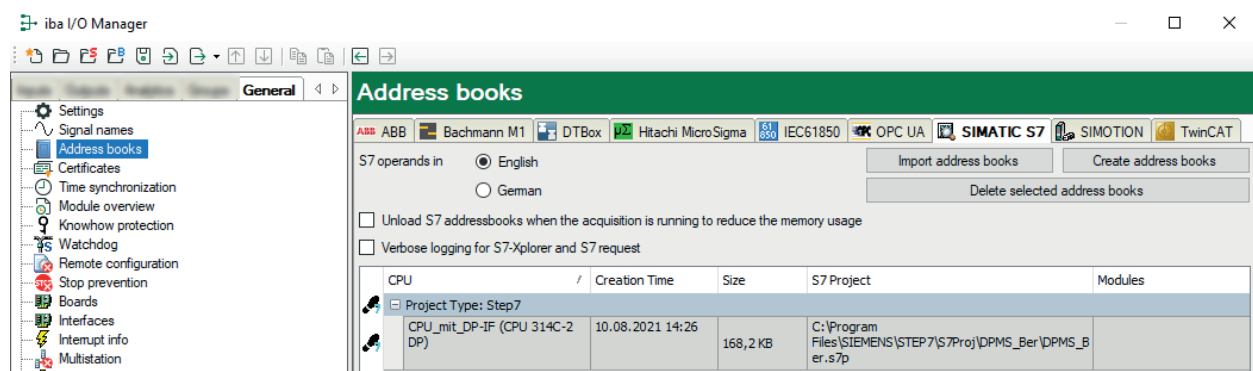 iba I/O Manager
General
Address books
Settings
Signal names
Address books
Certificates
Time synchronization
Module overview
Knowhow protection
Watchdog
Remote configuration
Stop prevention
Boards
Interfaces
Interrupt info
Multistation
ABB ABB Bachmann M1 DTBox µΣ Hitachi MicroSigma 61 850 IEC61850 OPC UA SIMATIC S7 SIMOTION TwinCAT
S7 operands in English Import address books Create address books
German Delete selected address books
Unload S7 addressbooks when the acquisition is running to reduce the memory usage
Verbose logging for S7-Xplorer and S7 request
CPU / Creation Time Size S7 Project Modules
Project Type: Step7
CPU_mit_DP-IF (CPU 314C-2
DP)
10.08.2021 14:26
168,2 KB
C:\Program
Files\SIEMENS\STEP7\S7Proj\DPMS_Ber\DPMS_B
er.s7p